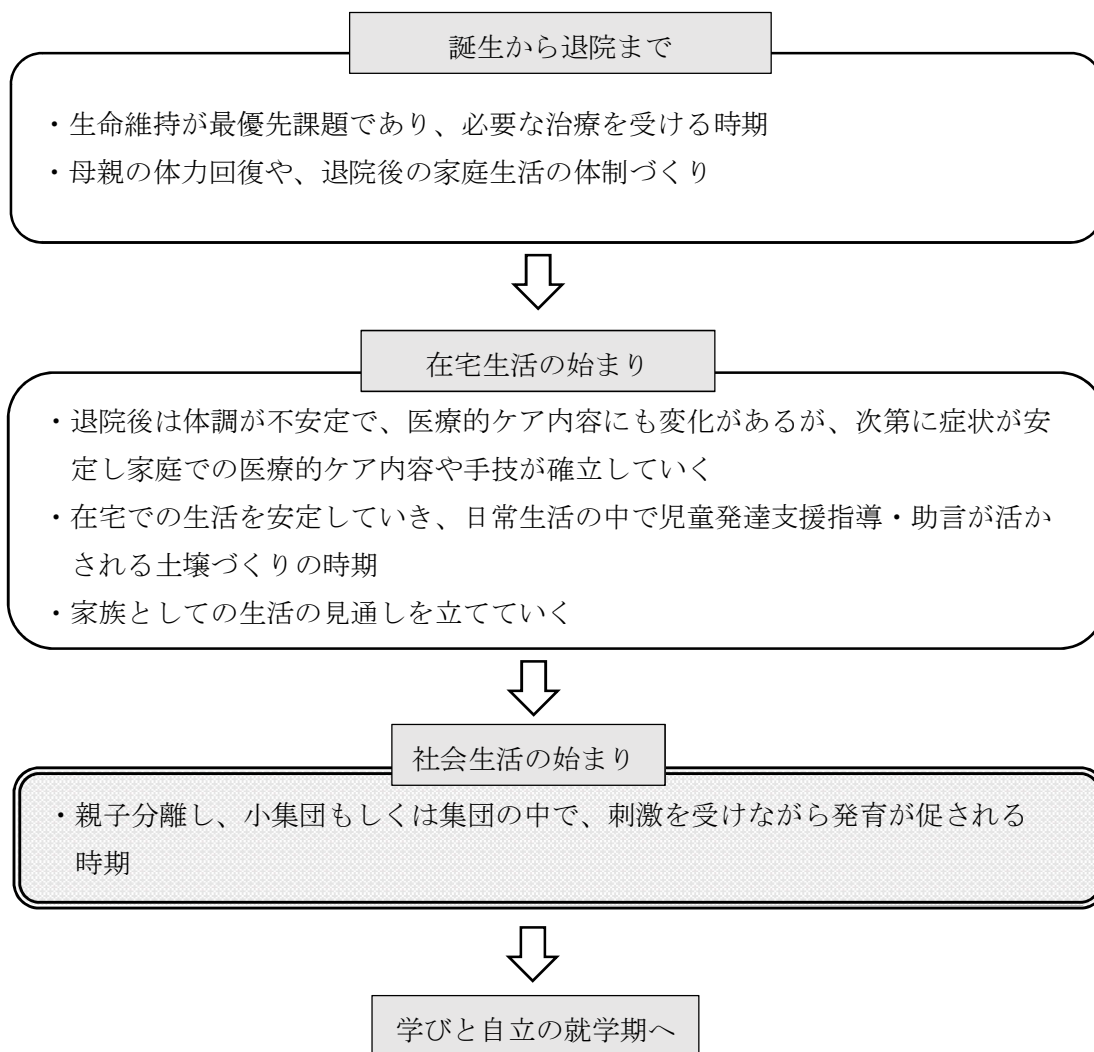 誕生から退院まで
・生命維持が最優先課題であり、必要な治療を受ける時期
・母親の体力回復や、退院後の家庭生活の体制づくり
在宅生活の始まり
・退院後は体調が不安定で、医療的ケア内容にも変化があるが、次第に症状が安
定し家庭での医療的ケア内容や手技が確立していく
・在宅での生活を安定していき、日常生活の中で児童発達支援指導・助言が活か
される土壌づくりの時期
・家族としての生活の見通しを立てていく
社会生活の始まり
・親子分離し、小集団もしくは集団の中で、刺激を受けながら発育が促される
時期
学びと自立の就学期へ